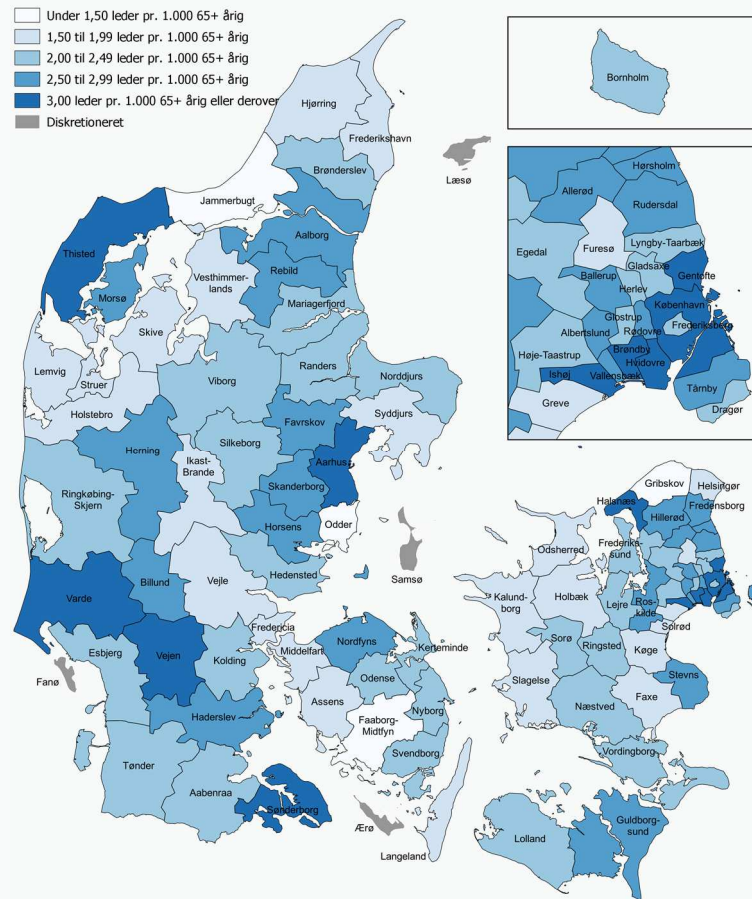 Under 1,50 leder pr. 1.000 65+ årig
1,50 til 1,99 leder pr. 1.000 65+ årig
2,00 til 2,49 leder pr. 1.000 65+ årig
2,50 til 2,99 leder pr. 1.000 65+ årig
3,00 leder pr. 1.000 65+ årig eller derover
Diskretioneret
Bornholm
Hjørring
Frederikshavn
Brønderslev
Læsø
Jammerbugt
Aalborg
Thisted
Vesthimmer-
lands
Rebild
Morsø
Mariagerfjord
Skive
Lemvig
Struer
Viborg
Randers
Norddjurs
Holstebro
Syddjurs
Favrskov
Silkeborg
Herning
Ikast-
Brande
Aarhus
Skanderborg
Ringkøbing-
Skjern
Horsens
Odder
Hedensted
Samsø
Billund
Vejle
Varde
Fredericia
Middelfart
Nordfyns
Kerteminde
Vejen
Kolding
Esbjerg
Odense
Fanø
Assens
Nyborg
Haderslev
Faaborg-
Midtfyn
Svendborg
Tønder
Aabenraa
Sønderborg
Ærø
Langeland
Hørsholm
Allerød
Rudersdal
Egedal
Furesø
Lyngby-Taarbæk
Gladsaxe
Ballerup
Gentofte
Herlev
København
Glostrup
Frederiksberg
Albertslund
Rødovre
Høje-Taastrup
Brøndby
Hvidovre
Ishøj
Vallensbæk
Greve
Tårnby
Dragør
Gribskov
Helsingør
Halsnæs
Fredensborg
Hillerød
Odsherred
Frederiks-
sund
Kalund-
borg
Holbæk
Lejre
Ros-
kilde
Solrød
Sorø
Ringsted
Køge
Slagelse
Stevns
Faxe
Næstved
Vordingborg
Lolland
Guldborg-
sund